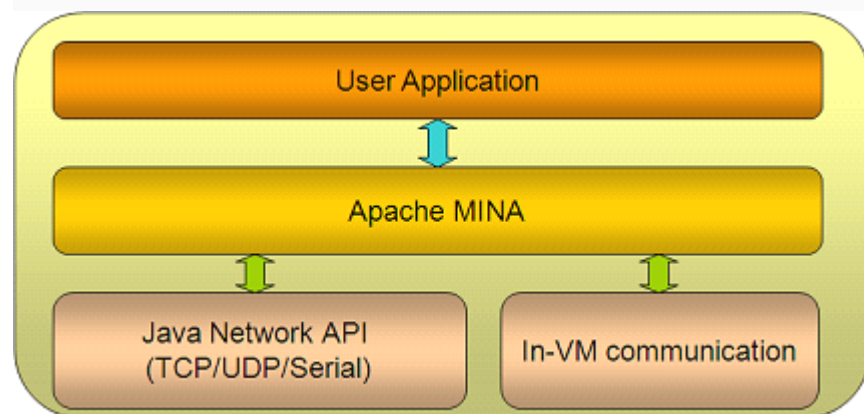 User Application
Apache MINA
Java Network API
(TCP/UDP/Serial)
In-VM communication